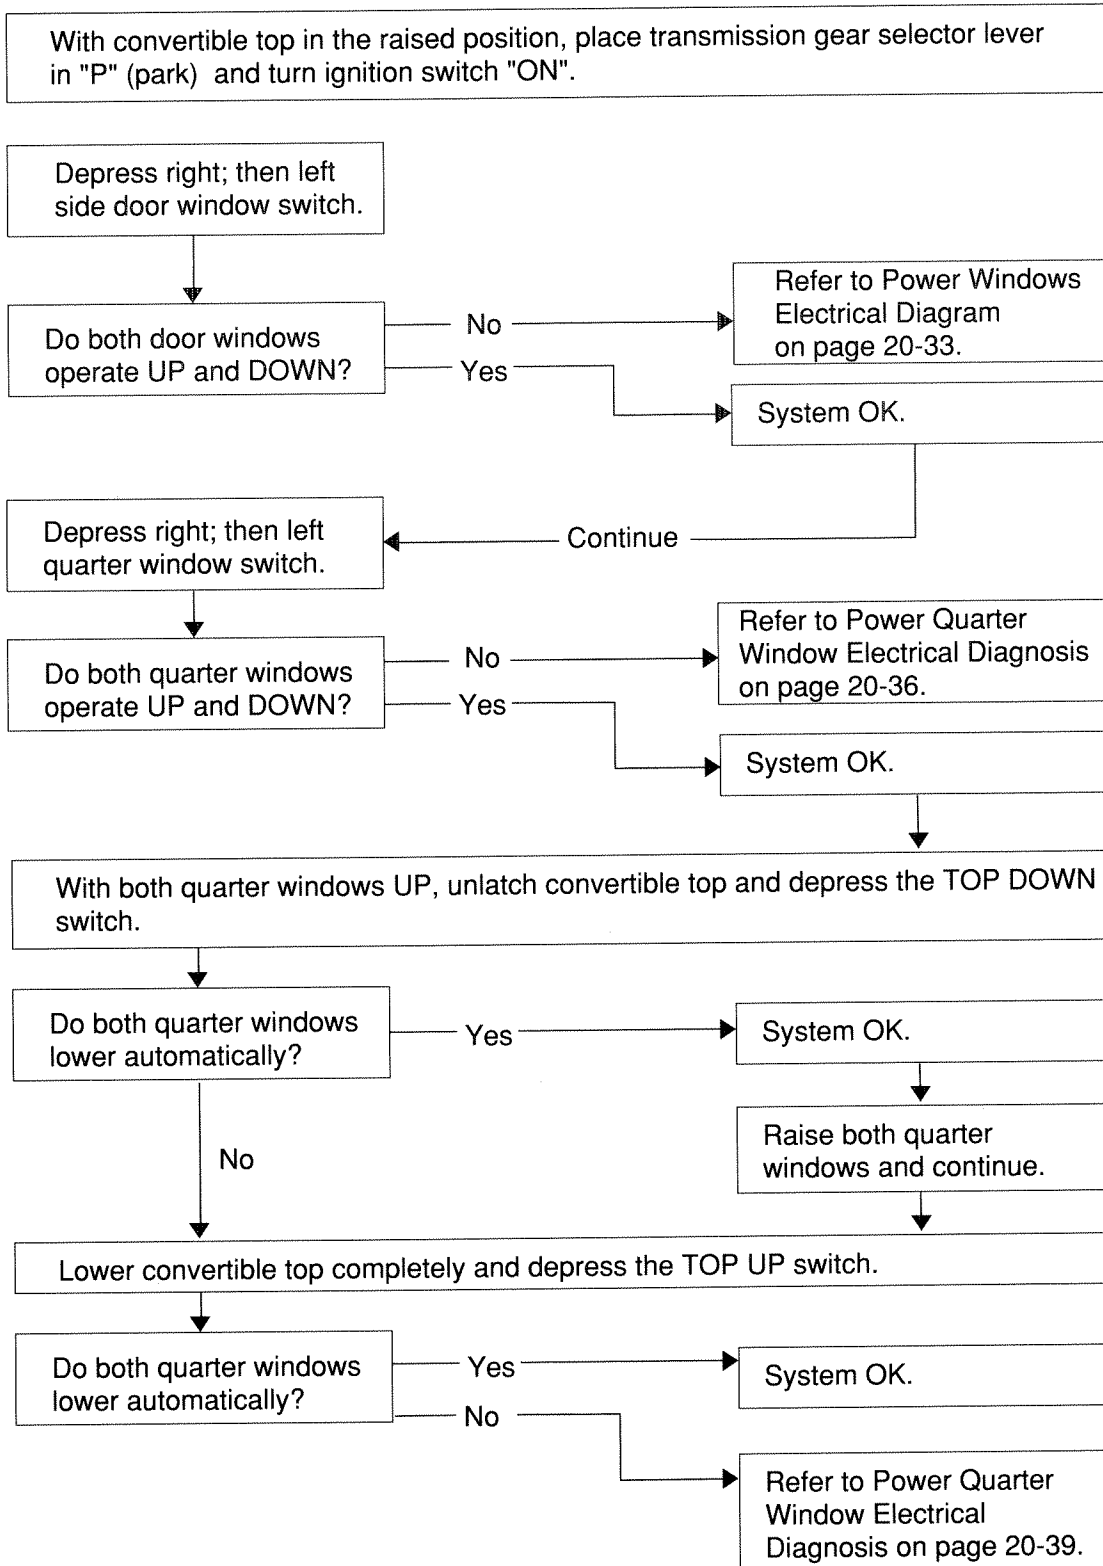 With convertible top in the raised position, place transmission gear selector lever
in "P" (park) and turn ignition switch "ON".
Depress right; then left
side door window switch.
Do both door windows
operate UP and DOWN?
No
Refer to Power Windows
Electrical Diagram
on page 20-33.
Yes
System OK.
Continue
Depress right; then left
quarter window switch.
Do both quarter windows
operate UP and DOWN?
No
Refer to Power Quarter
Window Electrical Diagnosis
on page 20-36.
Yes
System OK.
With both quarter windows UP, unlatch convertible top and depress the TOP DOWN
switch.
Do both quarter windows
lower automatically?
Yes
System OK.
Raise both quarter
windows and continue.
No
Lower convertible top completely and depress the TOP UP switch.
Do both quarter windows
lower automatically?
Yes
System OK.
No
Refer to Power Quarter
Window Electrical
Diagnosis on page 20-39.